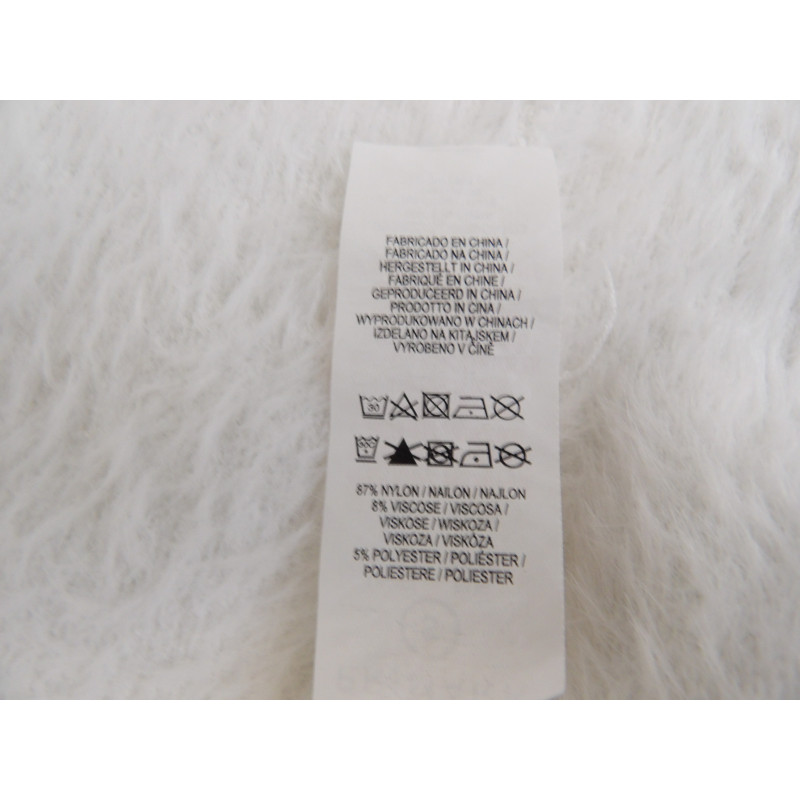 FABRICADO EN CHINA /
FABRICADO NA CHINA /
HERGESTELLT IN CHINA /
FABRIQUÉ EN CHINE /
GEPRODUCEERD IN CHINA /
PRODOTTO IN CINA /
WYPRODUKOWANO W CHINACH /
IZDELANO NA KITAJSKEM /
VYROBENO V ČÍNĚ
30
87% NYLON / NAILON / NAJLON
8% VISCOSE / VISCOSA /
VISKOSE / WISKOZA /
VISKOZA / VISKÓZA
5% POLYESTER / POLIÉSTER /
POLIESTERE / POLIESTER